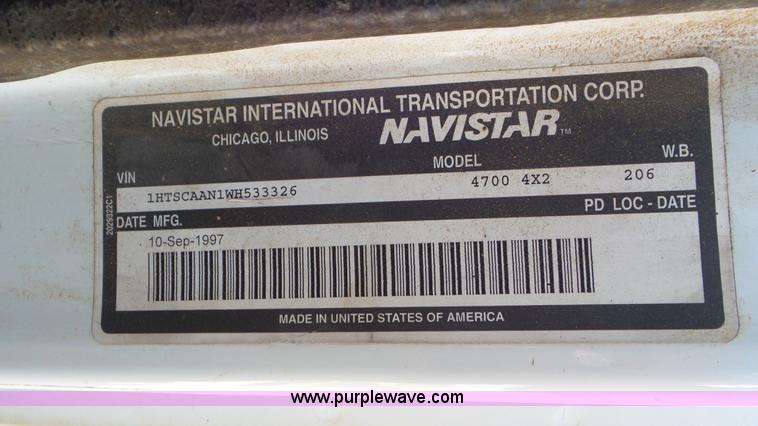 NAVISTAR INTERNATIONAL TRANSPORTATION CORP.
CHICAGO, ILLINOIS NAVISTAR™
VIN MODEL W.B.
1HTSCAAN1WH533326 4700 4X2 206
DATE MFG. PD LOC - DATE
10-Sep-1997
MADE IN UNITED STATES OF AMERICA
2029322C1
www.purplewave.com